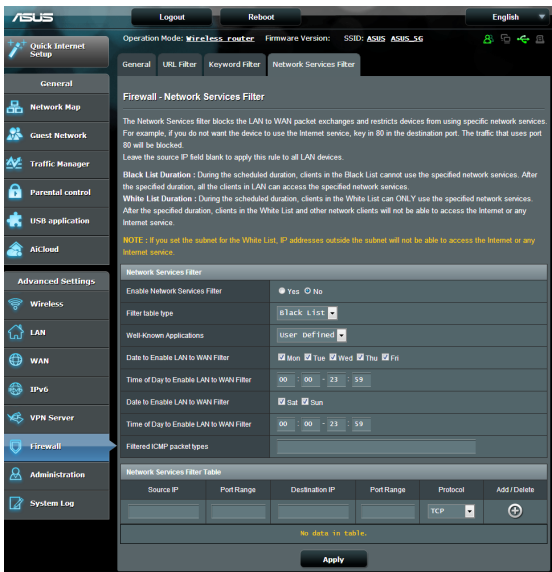 ASUS
Logout
Reboot
English
Quick Internet Setup
Operation Mode: Wireless router Firmware Version: SSID: ASUS ASUS_5G
General
URL Filter
Keyword Filter
Network Services Filter
General
Network Map
Guest Network
Traffic Manager
Parental control
USB application
AiCloud
Advanced Settings
Wireless
LAN
WAN
IPv6
VPN Server
Firewall
Administration
System Log
Firewall - Network Services Filter
The Network Services filter blocks the LAN to WAN packet exchanges and restricts devices from using specific network services.
For example, if you do not want the device to use the Internet service, key in 80 in the destination port. The traffic that uses port
80 will be blocked.
Leave the source IP field blank to apply this rule to all LAN devices.
Black List Duration : During the scheduled duration, clients in the Black List cannot use the specified network services. After
the specified duration, all the clients in LAN can access the specified network services.
White List Duration : During the scheduled duration, clients in the White List can ONLY use the specified network services.
After the specified duration, clients in the White List and other network clients will not be able to access the Internet or any
Internet service.
NOTE : If you set the subnet for the White List, IP addresses outside the subnet will not be able to access the Internet or any
Internet service.
Network Services Filter
Enable Network Services Filter Yes No
Filter table type Black List
Well-Known Applications User Defined
Date to Enable LAN to WAN Filter Mon Tue Wed Thu Fri
Time of Day to Enable LAN to WAN Filter 00 : 00 - 23 : 59
Date to Enable LAN to WAN Filter Sat Sun
Time of Day to Enable LAN to WAN Filter 00 : 00 - 23 : 59
Filtered ICMP packet types
Network Services Filter Table
Source IP Port Range Destination IP Port Range Protocol Add / Delete
TCP
No data in table.
Apply